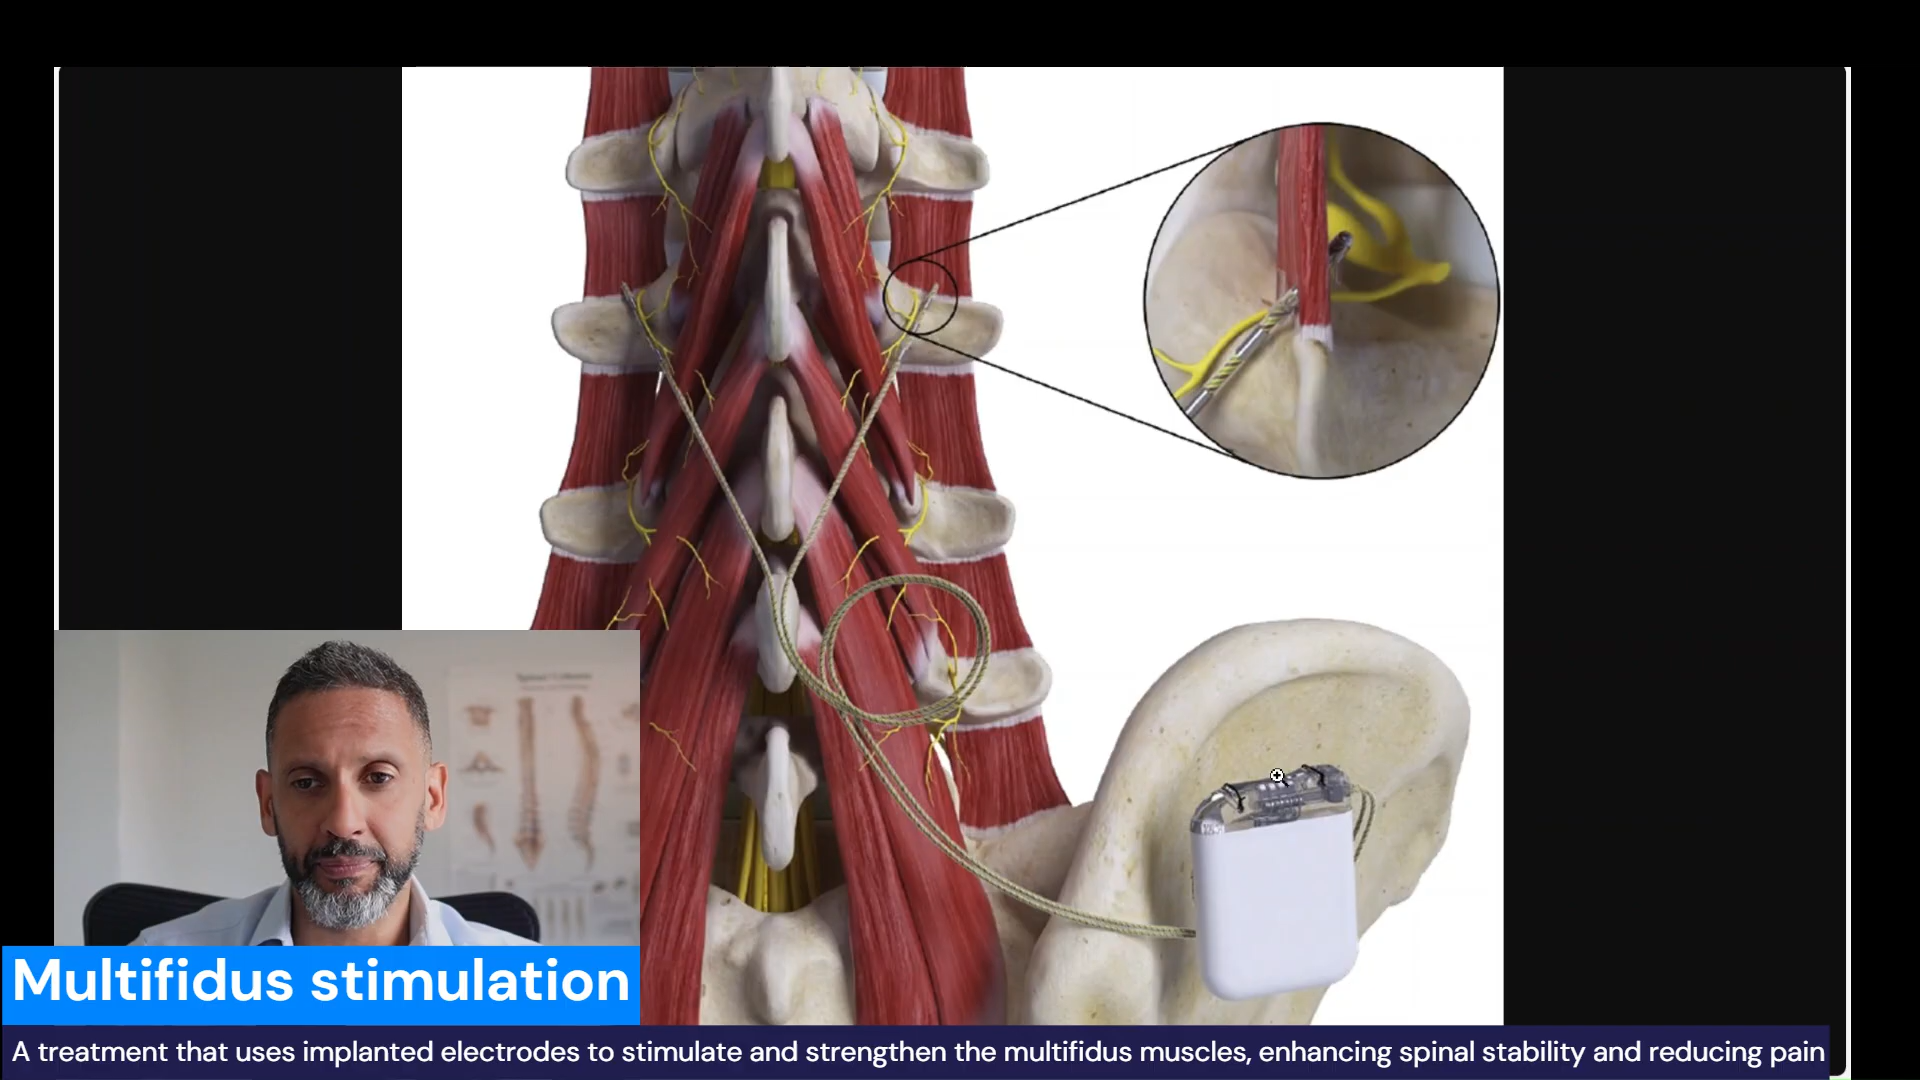 Multifidus stimulation
A treatment that uses implanted electrodes to stimulate and strengthen the multifidus muscles, enhancing spinal stability and reducing pain